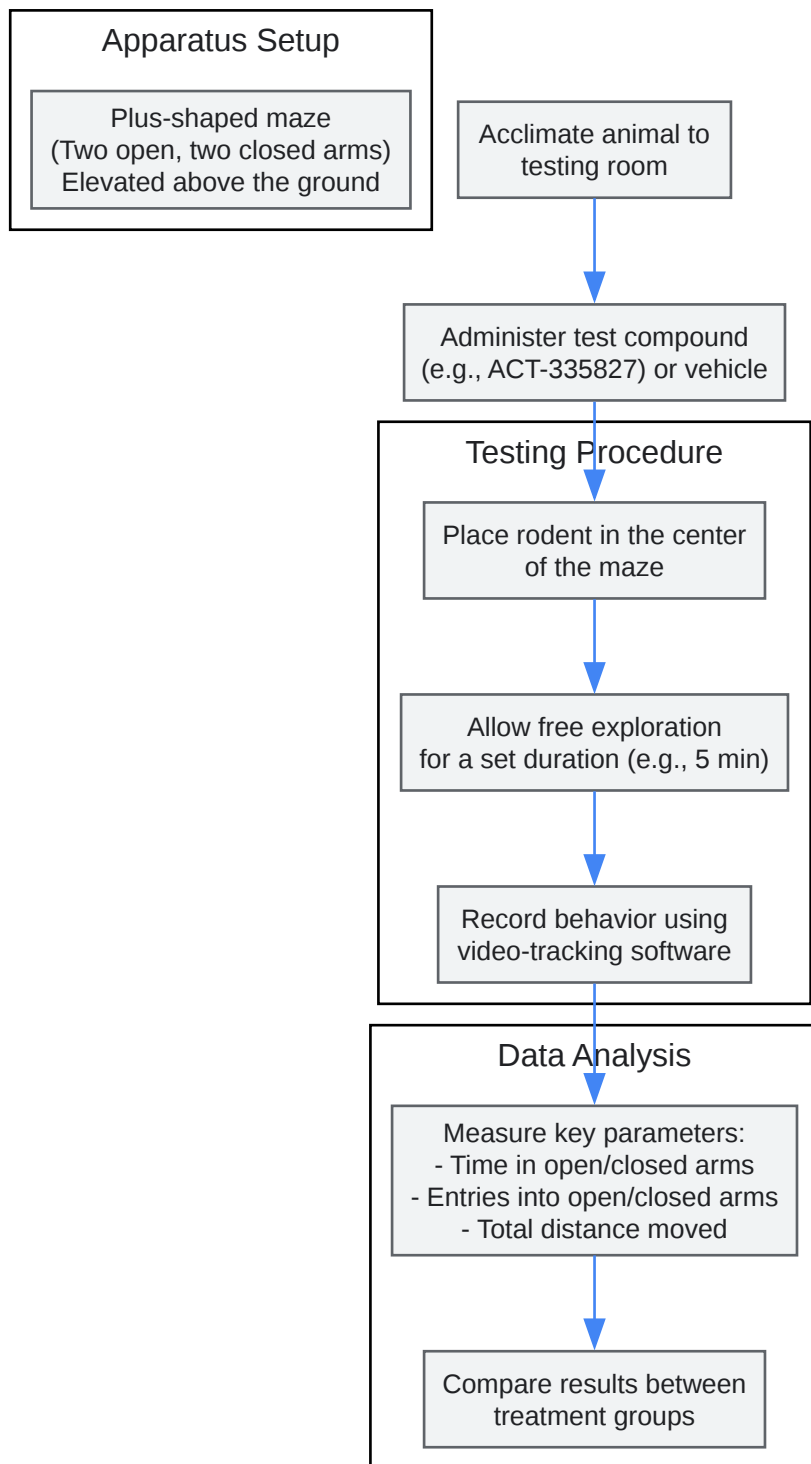 Apparatus Setup
Plus-shaped maze
(Two open, two closed arms)
Elevated above the ground
Acclimate animal to
testing room
Administer test compound
(e.g., ACT-335827) or vehicle
Testing Procedure
Place rodent in the center
of the maze
Allow free exploration
for a set duration (e.g., 5 min)
Record behavior using
video-tracking software
Data Analysis
Measure key parameters:
- Time in open/closed arms
- Entries into open/closed arms
- Total distance moved
Compare results between
treatment groups